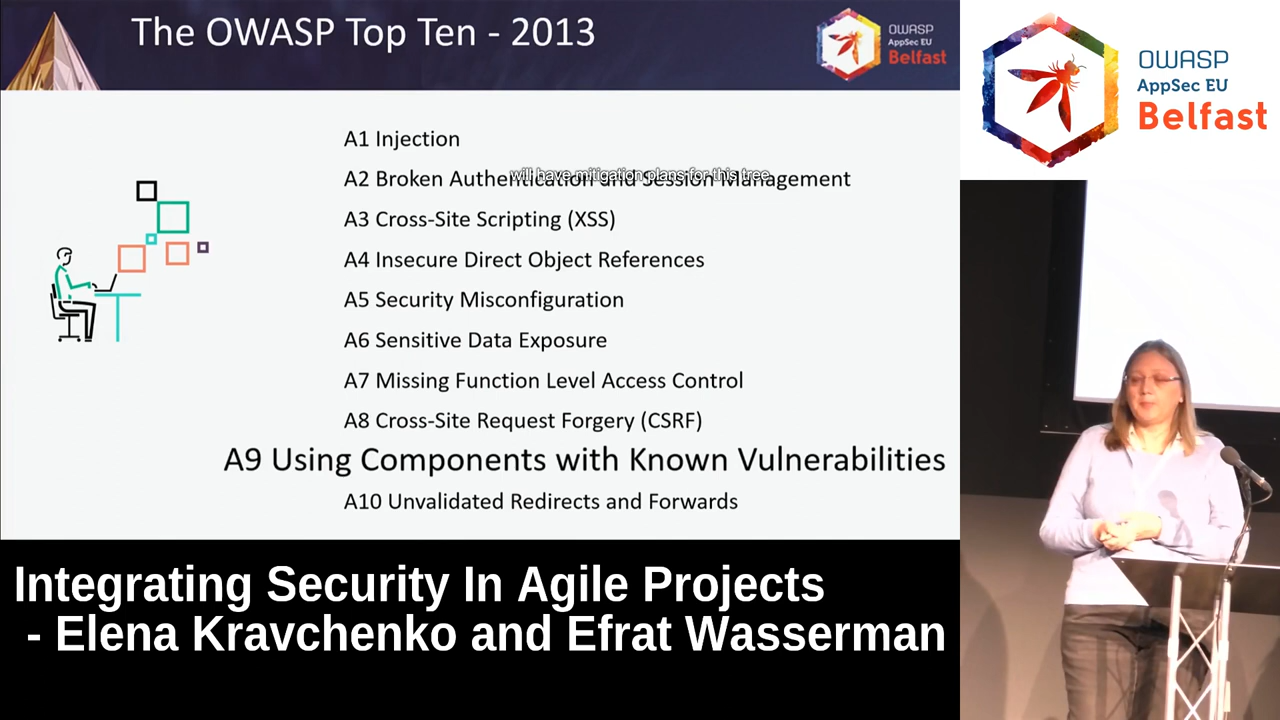 The OWASP Top Ten - 2013
OWASP
AppSec EU
Belfast
A1 Injection
will have mitigation plans for this tree.
A2 Broken Authentication and Session Management
A3 Cross-Site Scripting (XSS)
A4 Insecure Direct Object References
A5 Security Misconfiguration
A6 Sensitive Data Exposure
A7 Missing Function Level Access Control
A8 Cross-Site Request Forgery (CSRF)
A9 Using Components with Known Vulnerabilities
A10 Unvalidated Redirects and Forwards
OWASP
AppSec EU
Belfast
Integrating Security In Agile Projects
- Elena Kravchenko and Efrat Wasserman